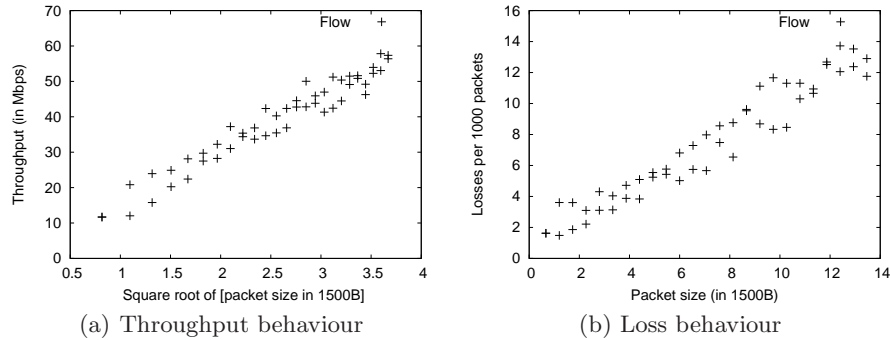 Flow
Throughput (in Mbps)
70
60
50
40
30
20
10
0
0.5 1 1.5 2 2.5 3 3.5 4
Square root of [packet size in 1500B]
(a) Throughput behaviour
Flow
Losses per 1000 packets
16
14
12
10
8
6
4
2
0
0 2 4 6 8 10 12 14
Packet size (in 1500B)
(b) Loss behaviour